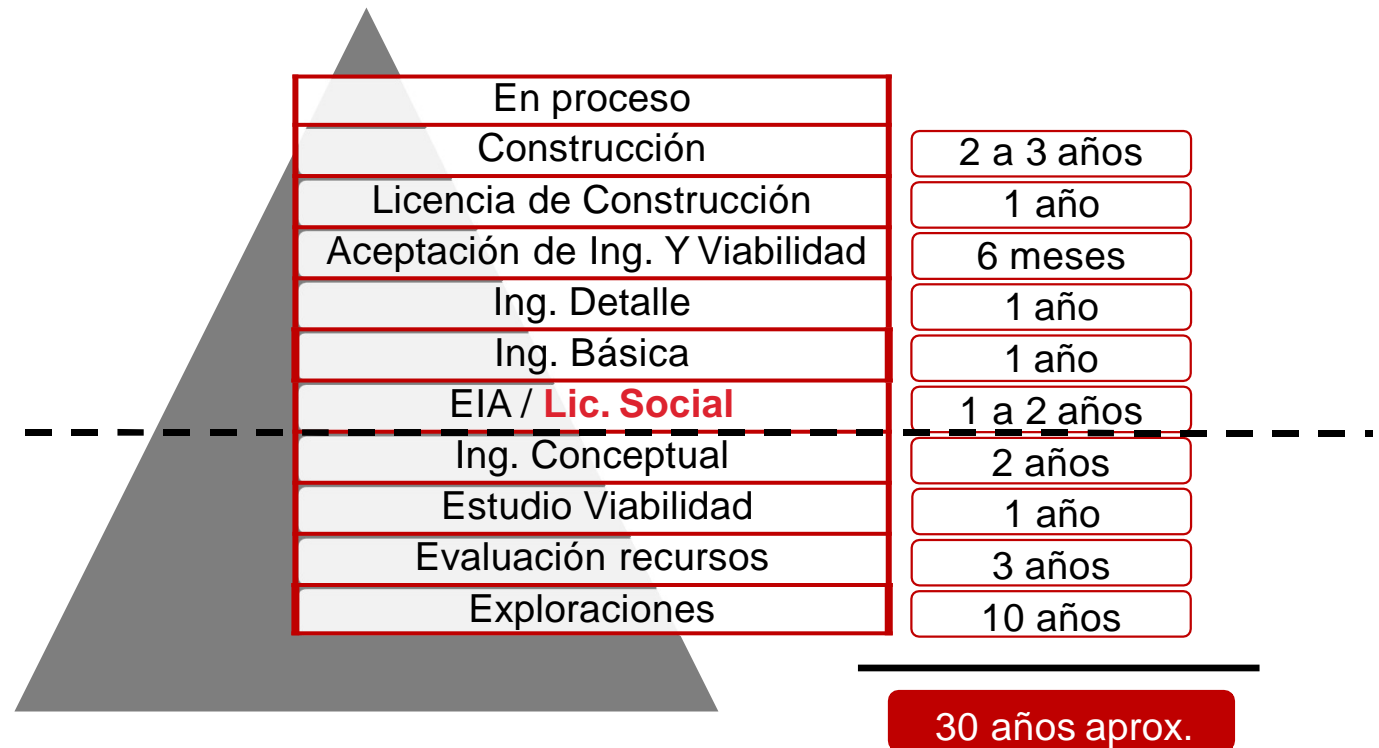 En proceso
Construcción 2 a 3 años
Licencia de Construcción 1 año
Aceptación de Ing. Y Viabilidad 6 meses
Ing. Detalle 1 año
Ing. Básica 1 año
EIA / Lic. Social 1 a 2 años
Ing. Conceptual 2 años
Estudio Viabilidad 1 año
Evaluación recursos 3 años
Exploraciones 10 años
30 años aprox.